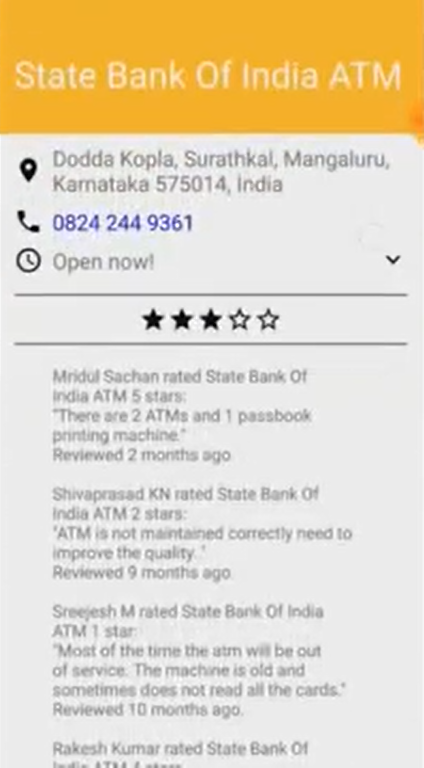 State Bank Of India ATM
Dodda Kopla, Surathkal, Mangaluru,
Karnataka 575014, India
0824 244 9361
Open now!
Mridul Sachan rated State Bank Of
India ATM 5 stars:
"There are 2 ATMs and 1 passbook
printing machine."
Reviewed 2 months ago.
Shivaprasad KN rated State Bank Of
India ATM 2 stars:
"ATM is not maintained correctly need to
improve the quality. "
Reviewed 9 months ago.
Sreejesh M rated State Bank Of India
ATM 1 star:
"Most of the time the atm will be out
of service. The machine is old and
sometimes does not read all the cards."
Reviewed 10 months ago.
Rakesh Kumar rated State Bank Of
India ATM 4 stars